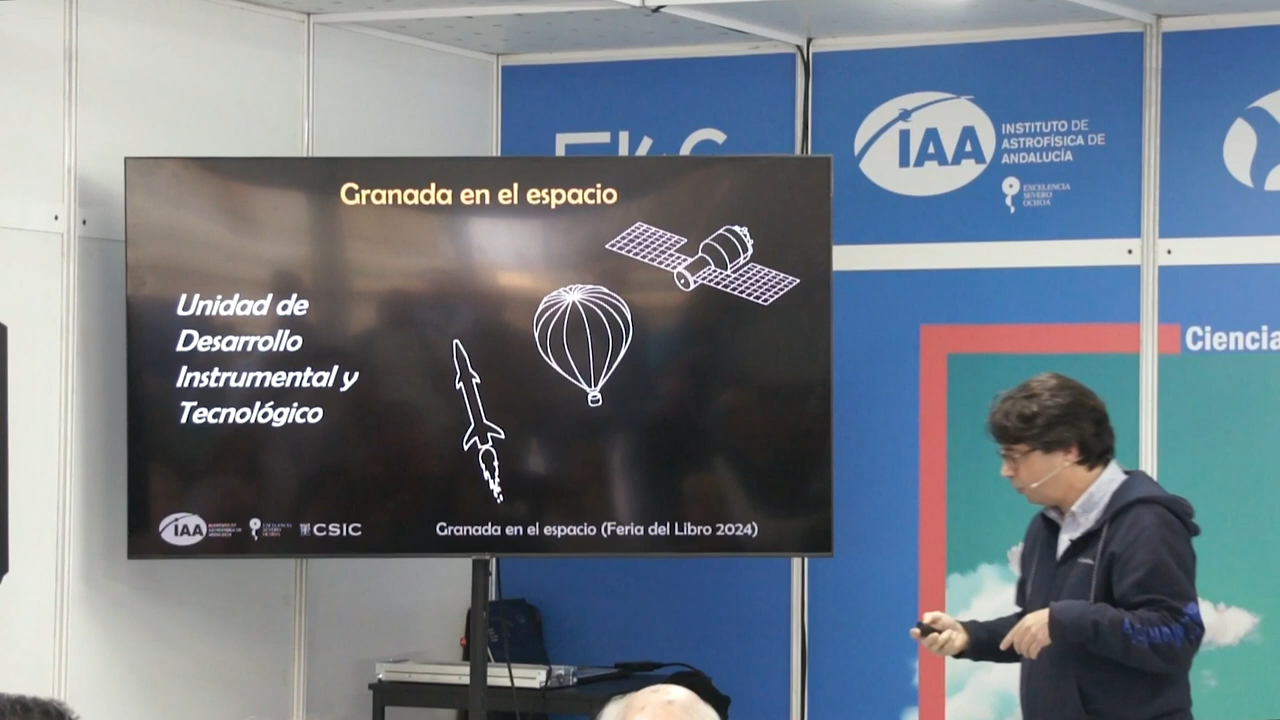 Granada en el espacio
Unidad de
Desarrollo
Instrumental y
Tecnológico
IAA
CSIC
Granada en el espacio (Feria del Libro 2024)
IAA
INSTITUTO DE
ASTROFÍSICA DE
ANDALUCÍA
EXCELENCIA
SEVERO
OCHOA
Ciencia